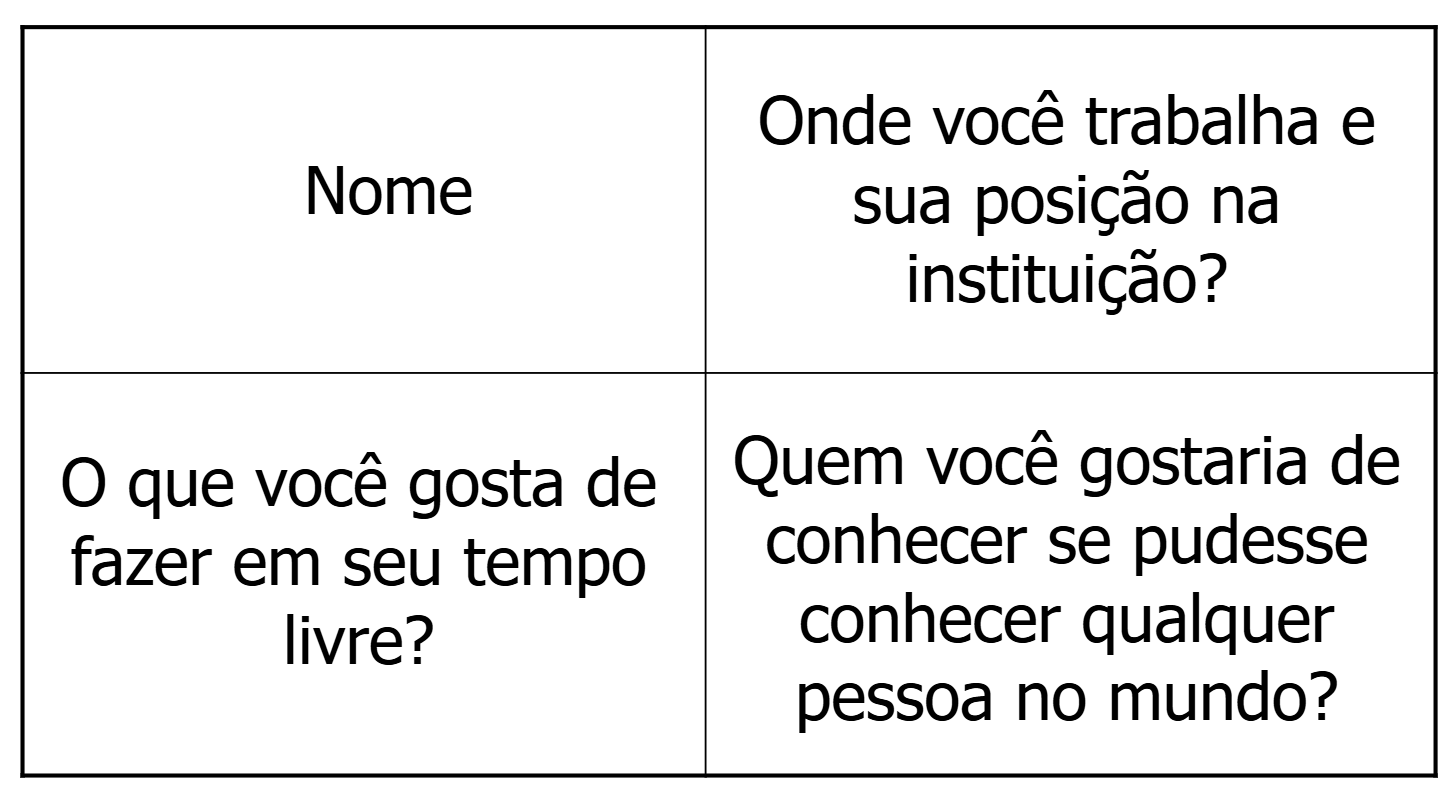 Nome
Onde você trabalha e
sua posição na
instituição?
O que você gosta de
fazer em seu tempo
livre?
Quem você gostaria de
conhecer se pudesse
conhecer qualquer
pessoa no mundo?